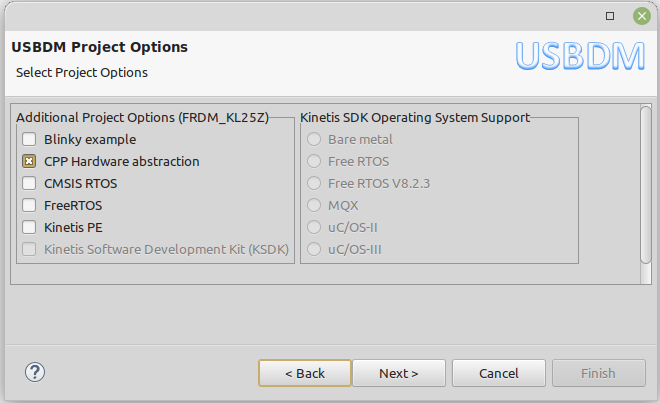 USBDM Project Options
Select Project Options
USBDM
Additional Project Options (FRDM_KL25Z)
Blinky example
CPP Hardware abstraction
CMSIS RTOS
FreeRTOS
Kinetis PE
Kinetis Software Development Kit (KSDK)
Kinetis SDK Operating System Support
Bare metal
Free RTOS
Free RTOS V8.2.3
MQX
uC/OS-II
uC/OS-III
?
< Back
Next >
Cancel
Finish